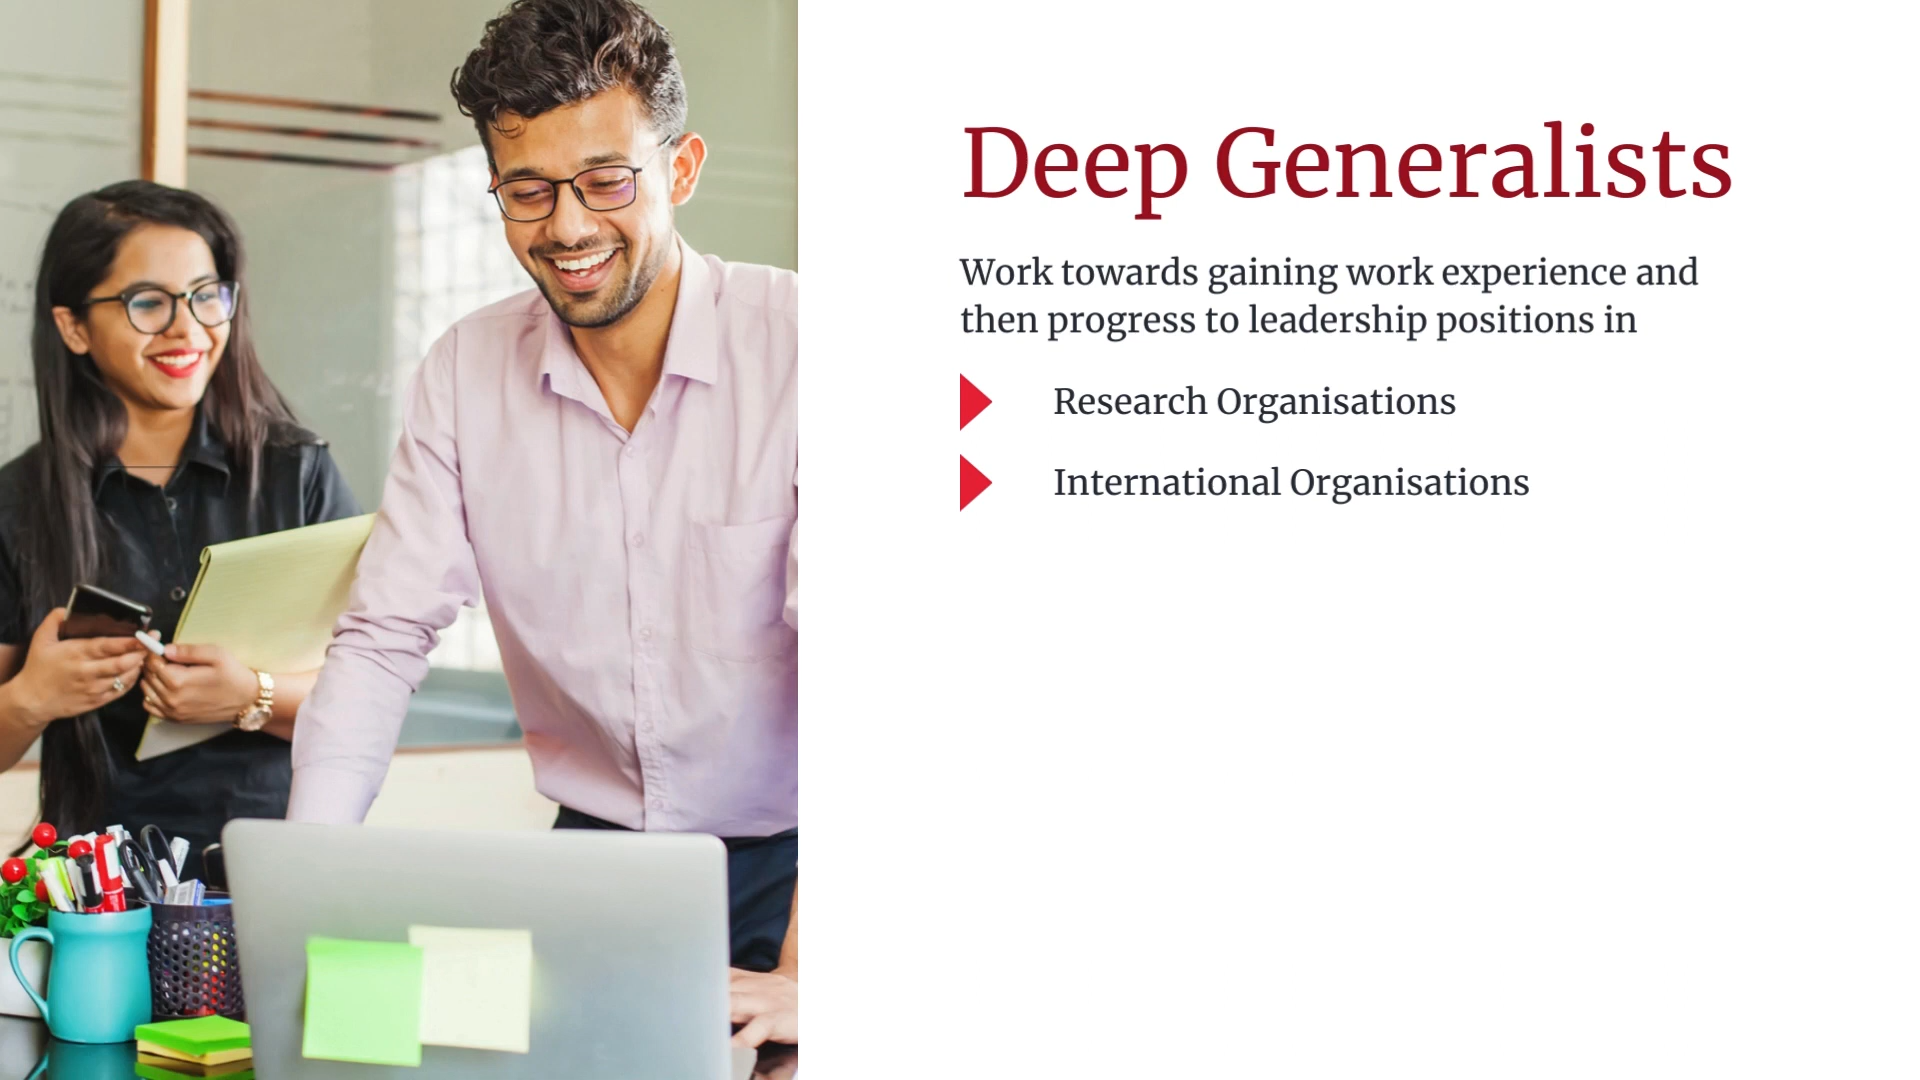 Deep Generalists
Work towards gaining work experience and
then progress to leadership positions in
Research Organisations
International Organisations